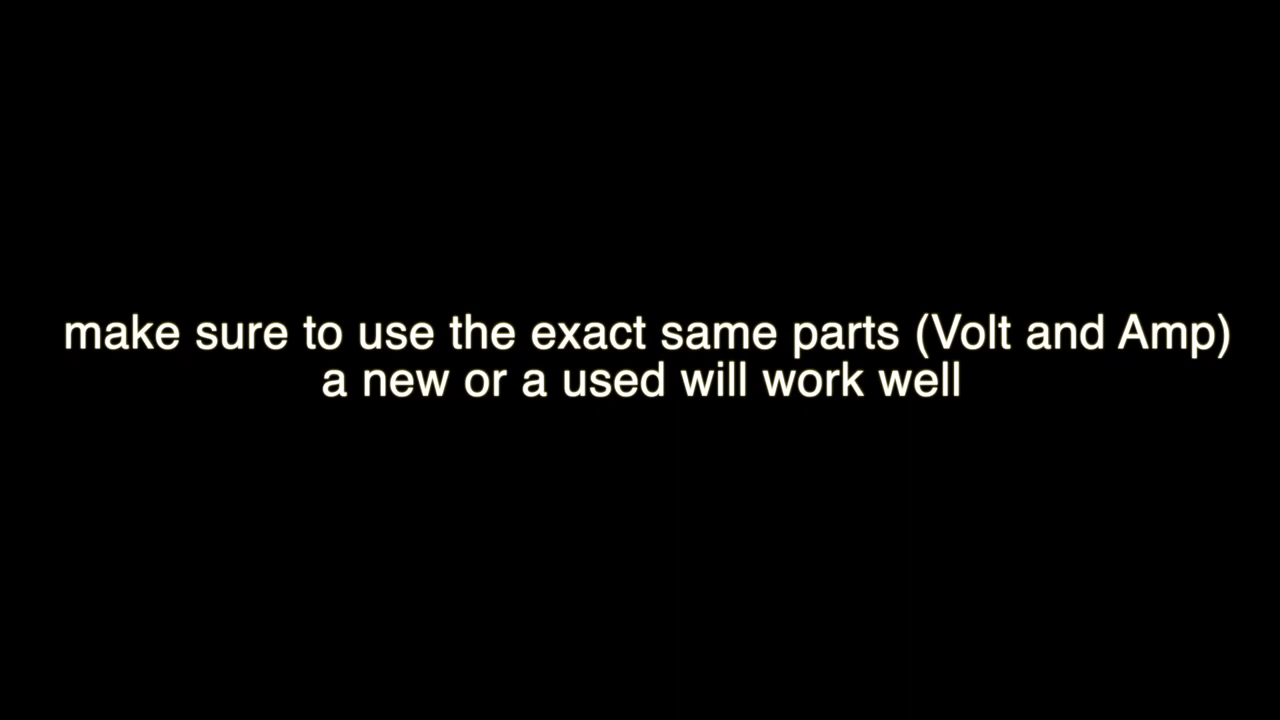 make sure to use the exact same parts (Volt and Amp)
a new or a used will work well